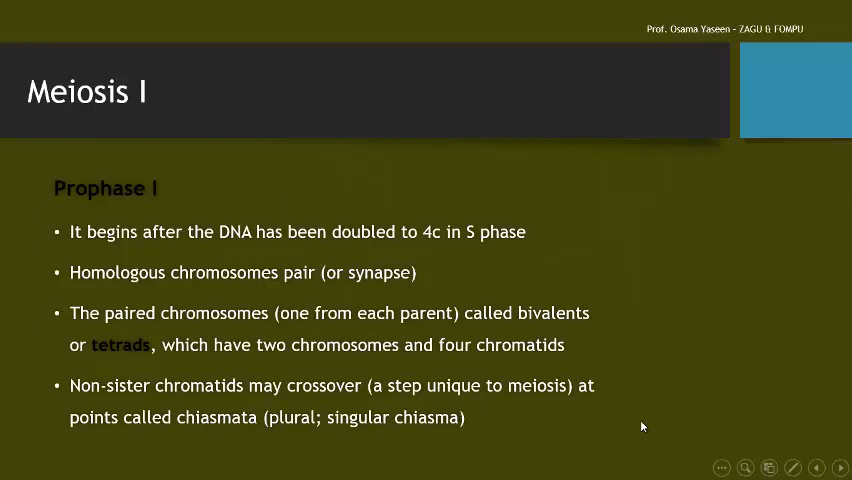 Prof. Osama Yaseen - ZAGU & FOMPU
Meiosis I
Prophase I
• It begins after the DNA has been doubled to 4c in S phase
• Homologous chromosomes pair (or synapse)
• The paired chromosomes (one from each parent) called bivalents
or tetrads, which have two chromosomes and four chromatids
• Non-sister chromatids may crossover (a step unique to meiosis) at
points called chiasmata (plural; singular chiasma)